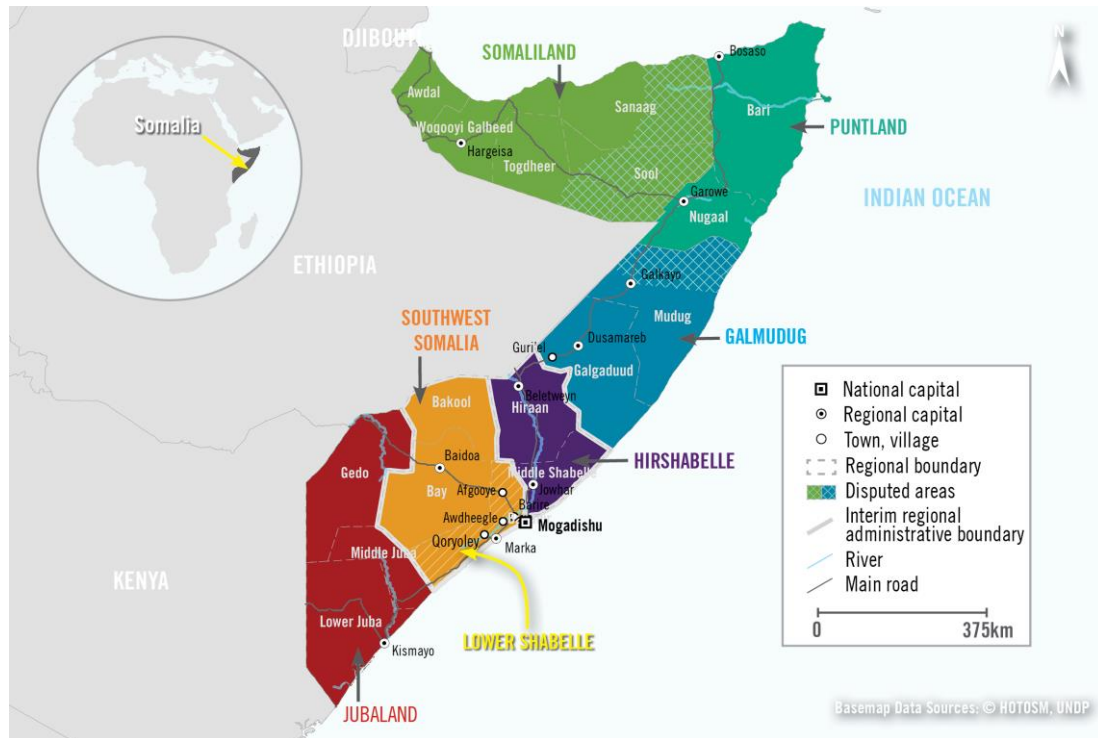 DJIBOUTI
SOMALILAND
Bosaso
N
Awdal
Sanaag
Bari
Somalia
Woqooyi Galbeed
PUNTLAND
Hargeisa
Togdheer
Sool
Garowe
INDIAN OCEAN
Nugaal
ETHIOPIA
Galkayo
SOUTHWEST
SOMALIA
Mudug
Dusamareb
GALMUDUG
Guri'el
Galgaduud
Beletweyn
Bakool
Hiraan
Baidoa
HIRSHABELLE
Gedo
Middle Shabelle
Bay
Afgooye
Jowhar
Barire
Awdheegle
Mogadishu
Qoryoley
Marka
Middle Juba
KENYA
Lower Juba
LOWER SHABELLE
Kismayo
JUBALAND
National capital
Regional capital
Town, village
Regional boundary
Disputed areas
Interim regional
administrative boundary
River
Main road
0 375km
Basemap Data Sources: © HOTOSM, UNDP